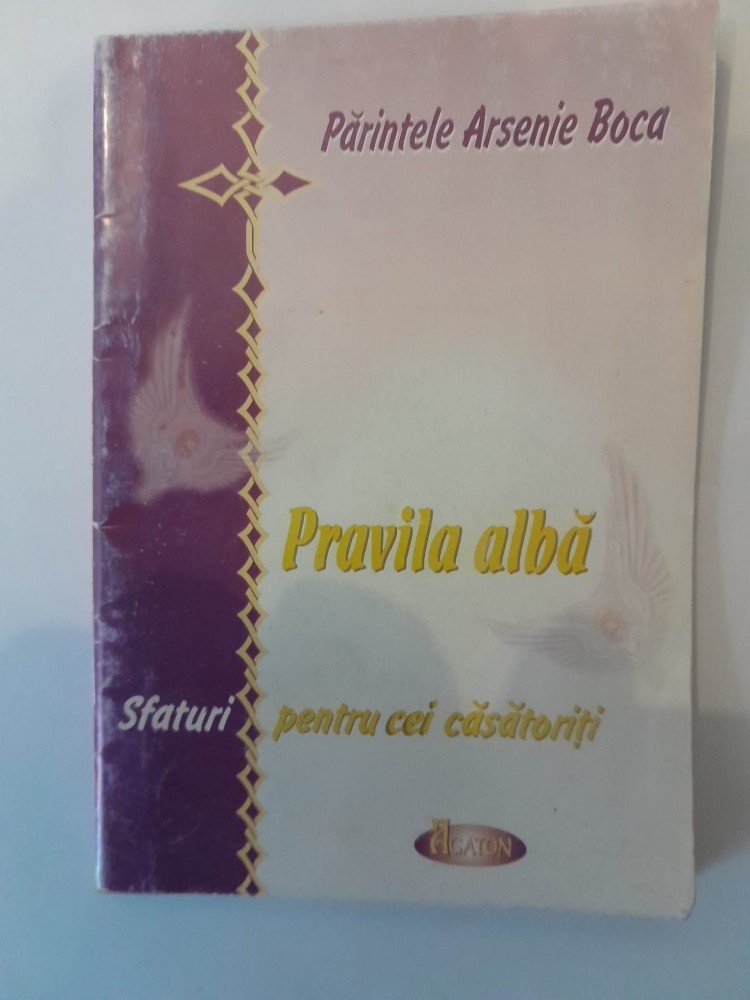 Părintele Arsenie Boca
Pravila albă
Sfaturi pentru cei căsătoriți
AGATON